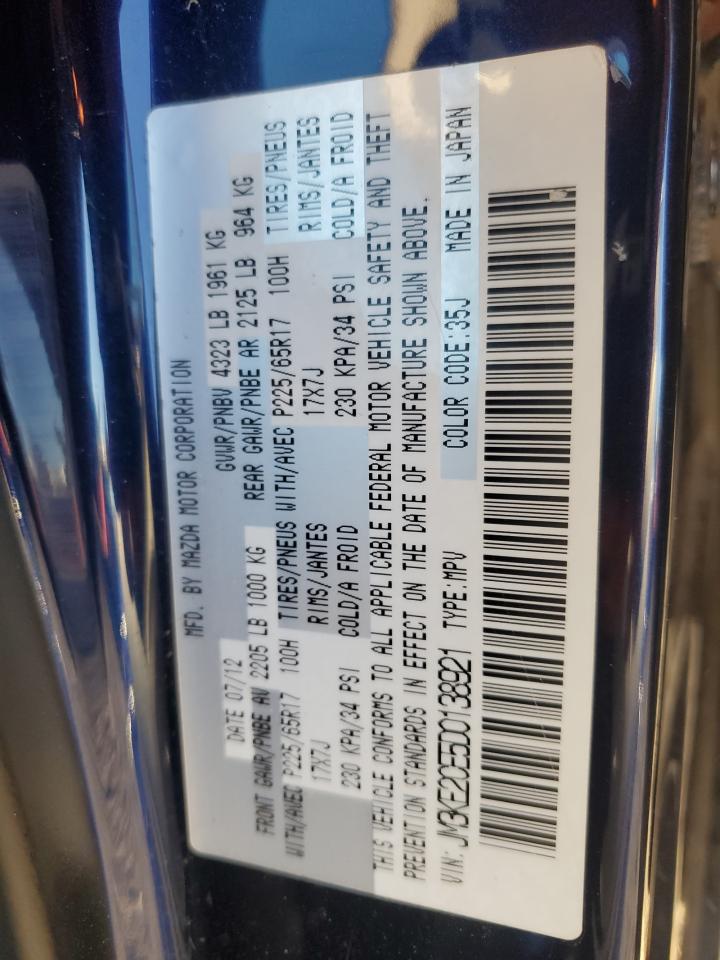 MFD. BY MAZDA MOTOR CORPORATION
DATE 07/12 GVWR/PNBV 4323 LB 1961 KG
FRONT GAWR/PNBE AV 2205 LB 1000 KG REAR GAWR/PNBE AR 2125 LB 964 KG
WITH/AVEC P225/65R17 100H TIRES/PNEUS WITH/AVEC P225/65R17 100H TIRES/PNEUS
17X7J RIMS/JANTES 17X7J RIMS/JANTES
230 KPA/34 PSI COLD/A FROID 230 KPA/34 PSI COLD/A FROID
THIS VEHICLE CONFORMS TO ALL APPLICABLE FEDERAL MOTOR VEHICLE SAFETY AND THEFT
PREVENTION STANDARDS IN EFFECT ON THE DATE OF MANUFACTURE SHOWN ABOVE.
VIN: JM3KE2CE5D0138921 TYPE:MPV COLOR CODE:35J MADE IN JAPAN